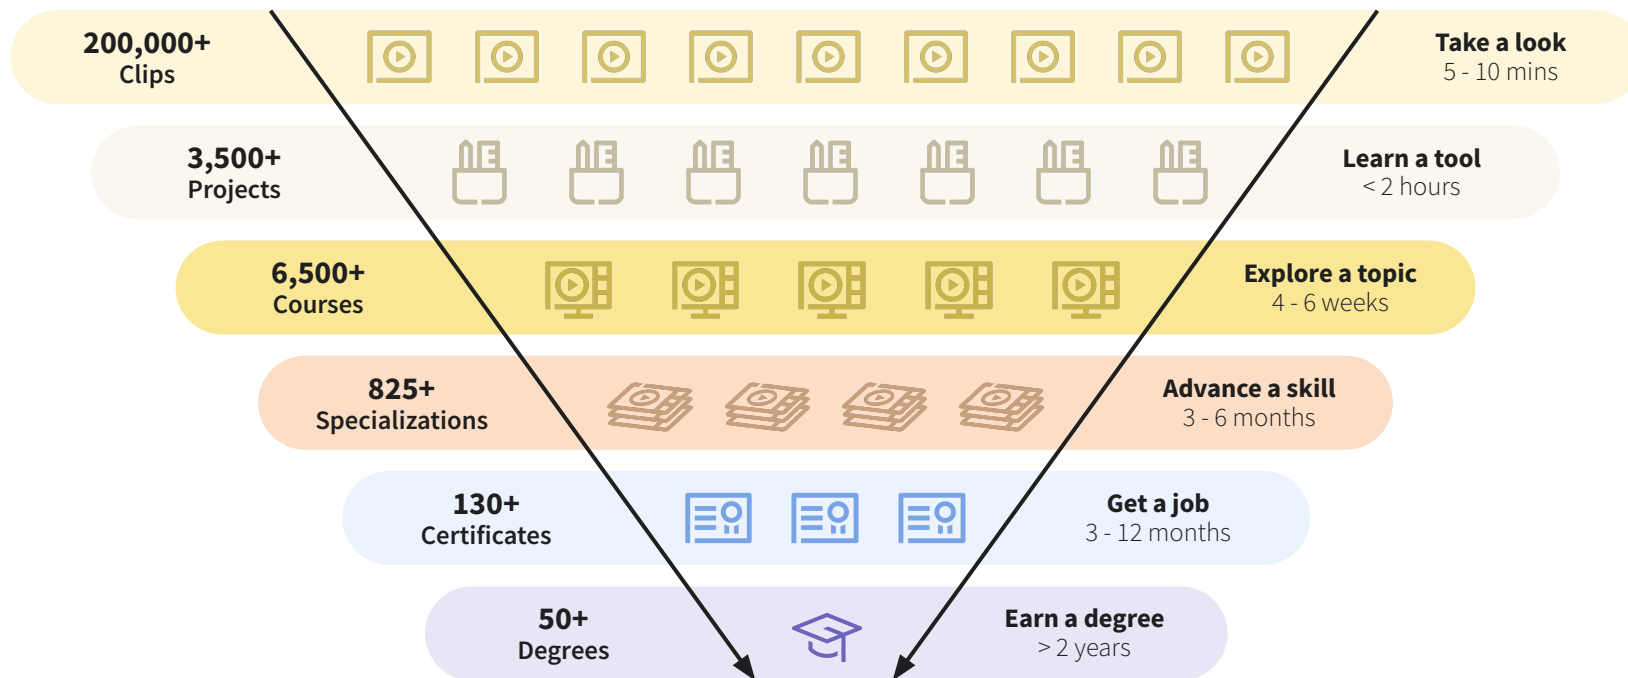 200,000+
Clips
Take a look
5 - 10 mins
3,500+
Projects
Learn a tool
< 2 hours
6,500+
Courses
Explore a topic
4 - 6 weeks
825+
Specializations
Advance a skill
3 - 6 months
130+
Certificates
Get a job
3 - 12 months
50+
Degrees
Earn a degree
> 2 years